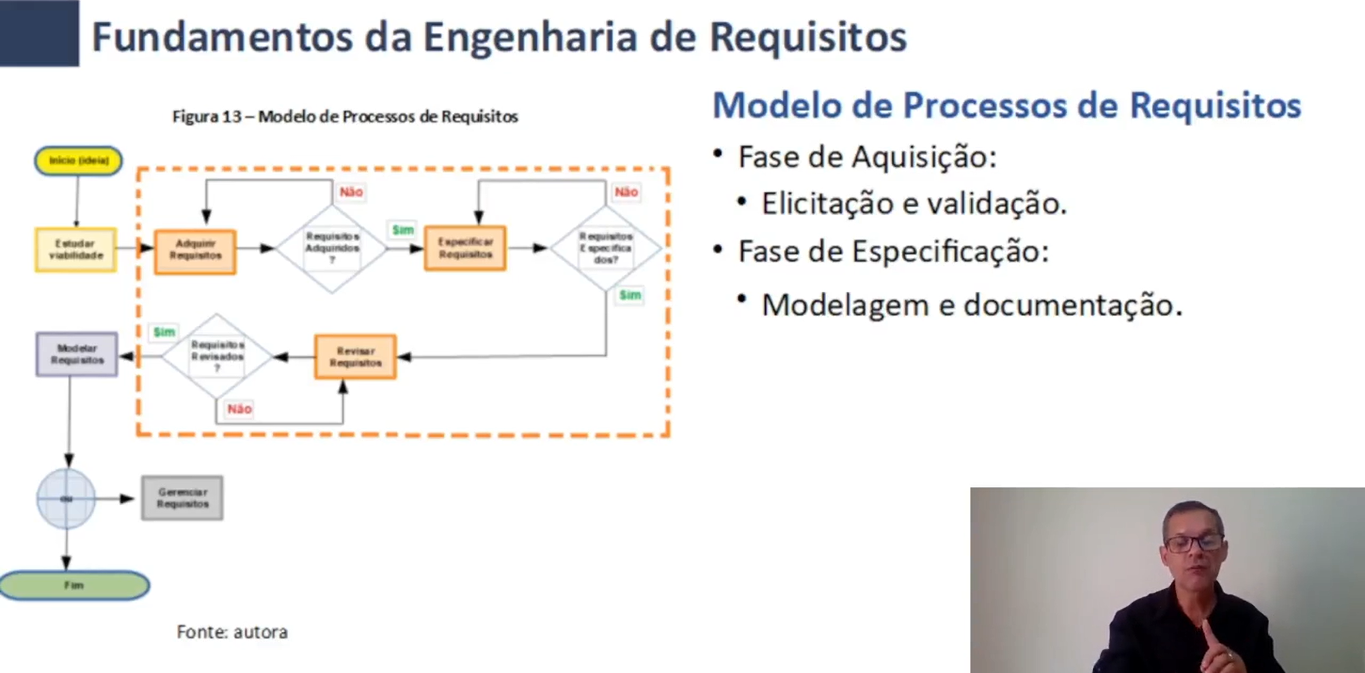 Fundamentos da Engenharia de Requisitos
Figura 13 – Modelo de Processos de Requisitos
Início (ideia)
Estudar
viabilidade
Adquirir
Requisitos
Requisitos
Adquiridos
?
Não
Sim
Especificar
Requisitos
Requisitos
Especifica
dos?
Não
Sim
Revisar
Requisitos
Requisitos
Revisados
?
Não
Sim
Modelar
Requisitos
ou
Gerenciar
Requisitos
Fim
Fonte: autora
Modelo de Processos de Requisitos
• Fase de Aquisição:
• Elicitação e validação.
• Fase de Especificação:
• Modelagem e documentação.